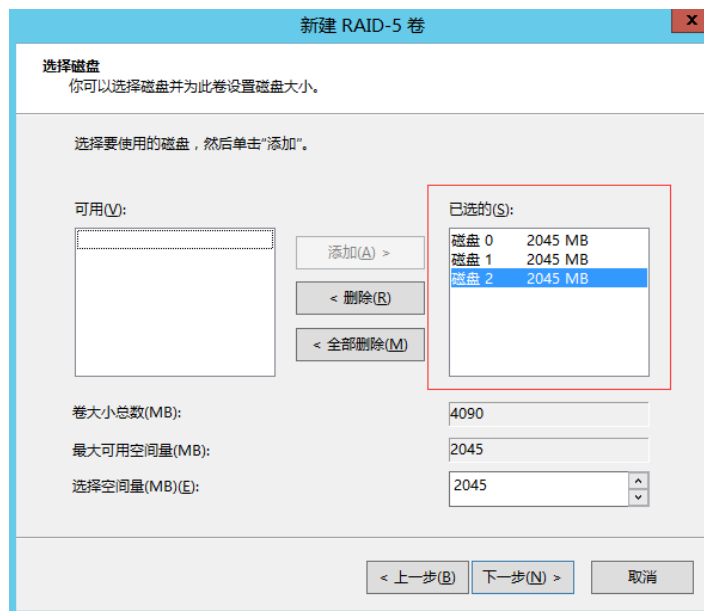 新建 RAID-5 卷
x
选择磁盘
你可以选择磁盘并为此卷设置磁盘大小。
选择要使用的磁盘，然后单击“添加”。
可用(V):
已选的(S):
添加(A) >
< 删除(R)
< 全部删除(M)
磁盘 0 2045 MB
磁盘 1 2045 MB
磁盘 2 2045 MB
卷大小总数(MB): 4090
最大可用空间量(MB): 2045
选择空间量(MB)(E): 2045
< 上一步(B) 下一步(N) > 取消